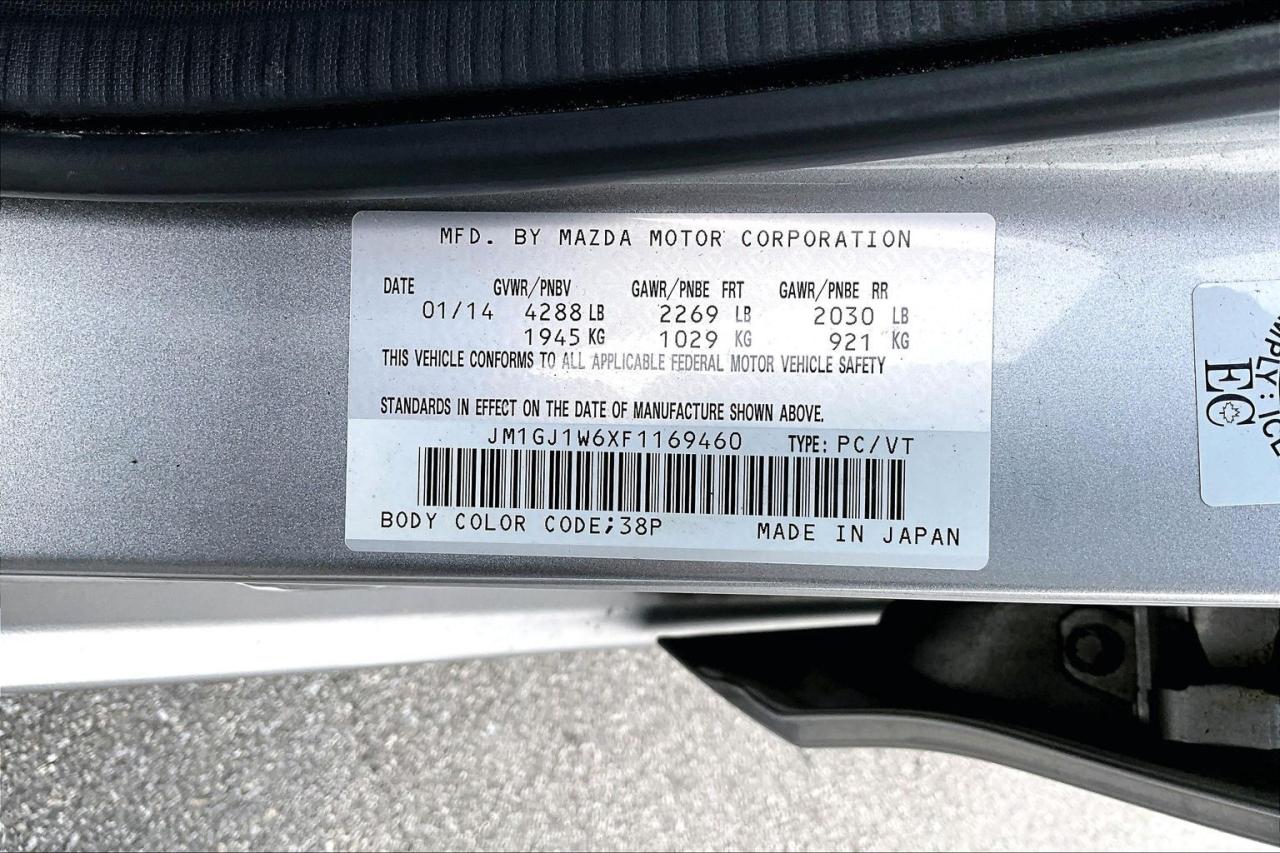 MFD. BY MAZDA MOTOR CORPORATION
DATE GVWR/PNBV GAWR/PNBE FRT GAWR/PNBE RR
01/14 4288 LB 2269 LB 2030 LB
1945 KG 1029 KG 921 KG
THIS VEHICLE CONFORMS TO ALL APPLICABLE FEDERAL MOTOR VEHICLE SAFETY
STANDARDS IN EFFECT ON THE DATE OF MANUFACTURE SHOWN ABOVE.
JM1GJ1W6XF1169460 TYPE: PC/VT
BODY COLOR CODE;38P MADE IN JAPAN
EC